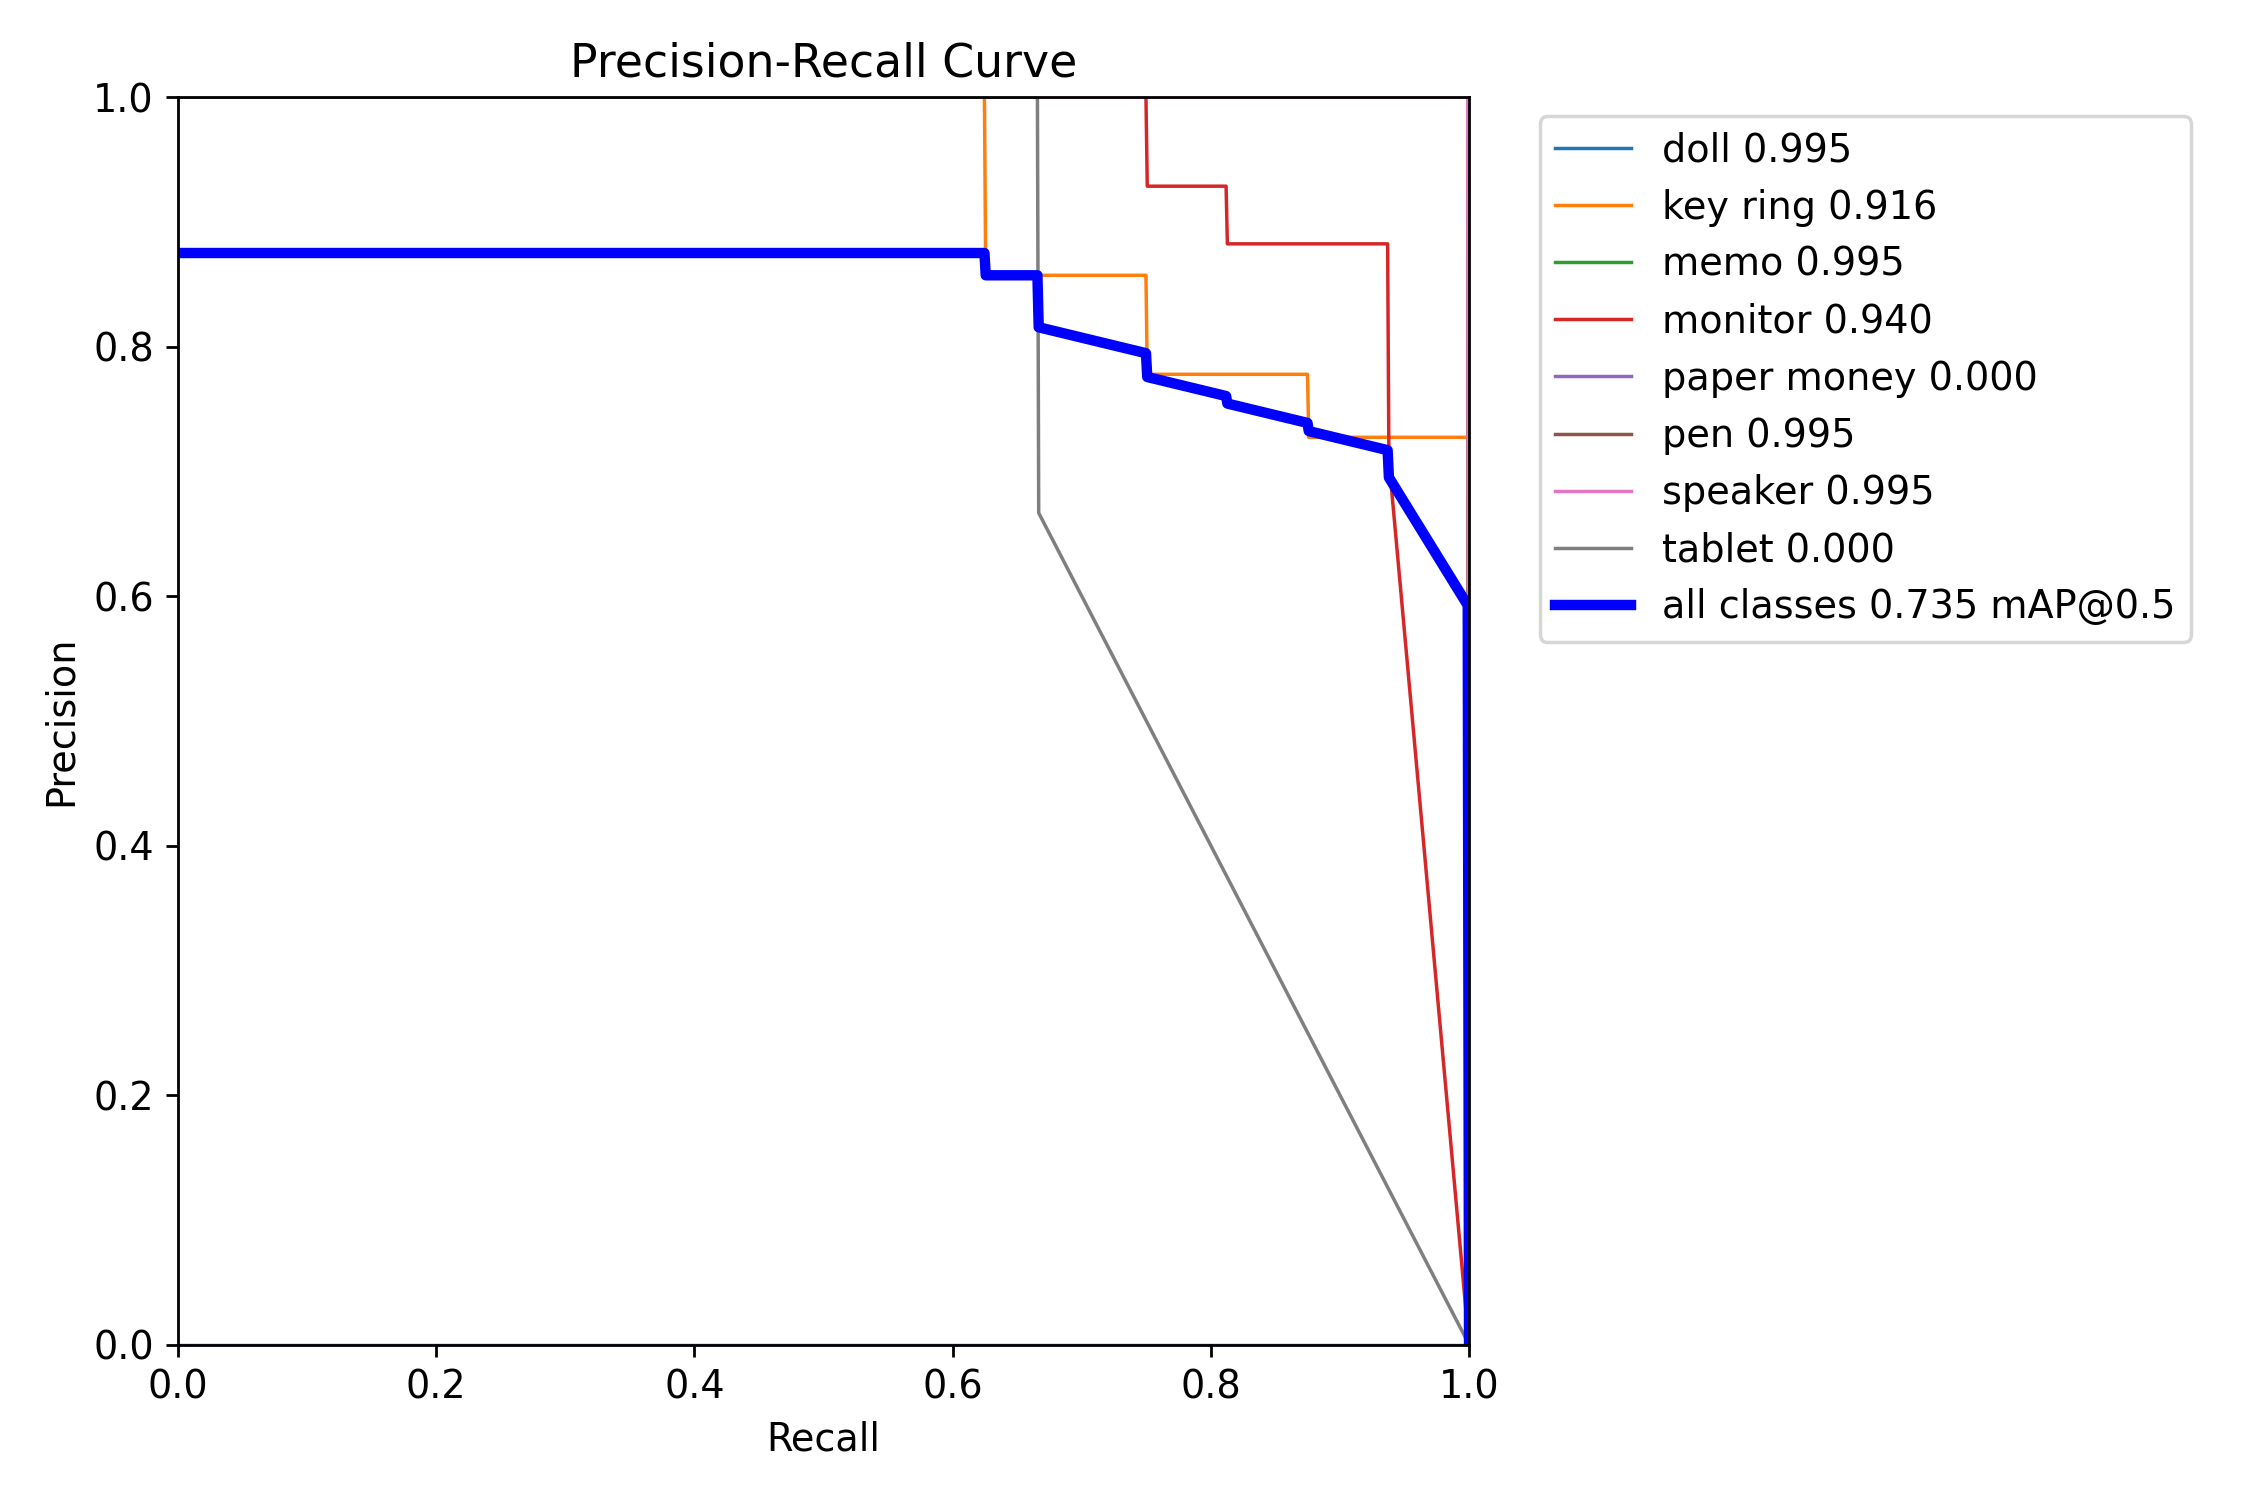 Precision-Recall Curve
1.0
0.8
0.6
0.4
0.2
0.0
Precision
0.0 0.2 0.4 0.6 0.8 1.0
Recall
doll 0.995
key ring 0.916
memo 0.995
monitor 0.940
paper money 0.000
pen 0.995
speaker 0.995
tablet 0.000
all classes 0.735 mAP@0.5